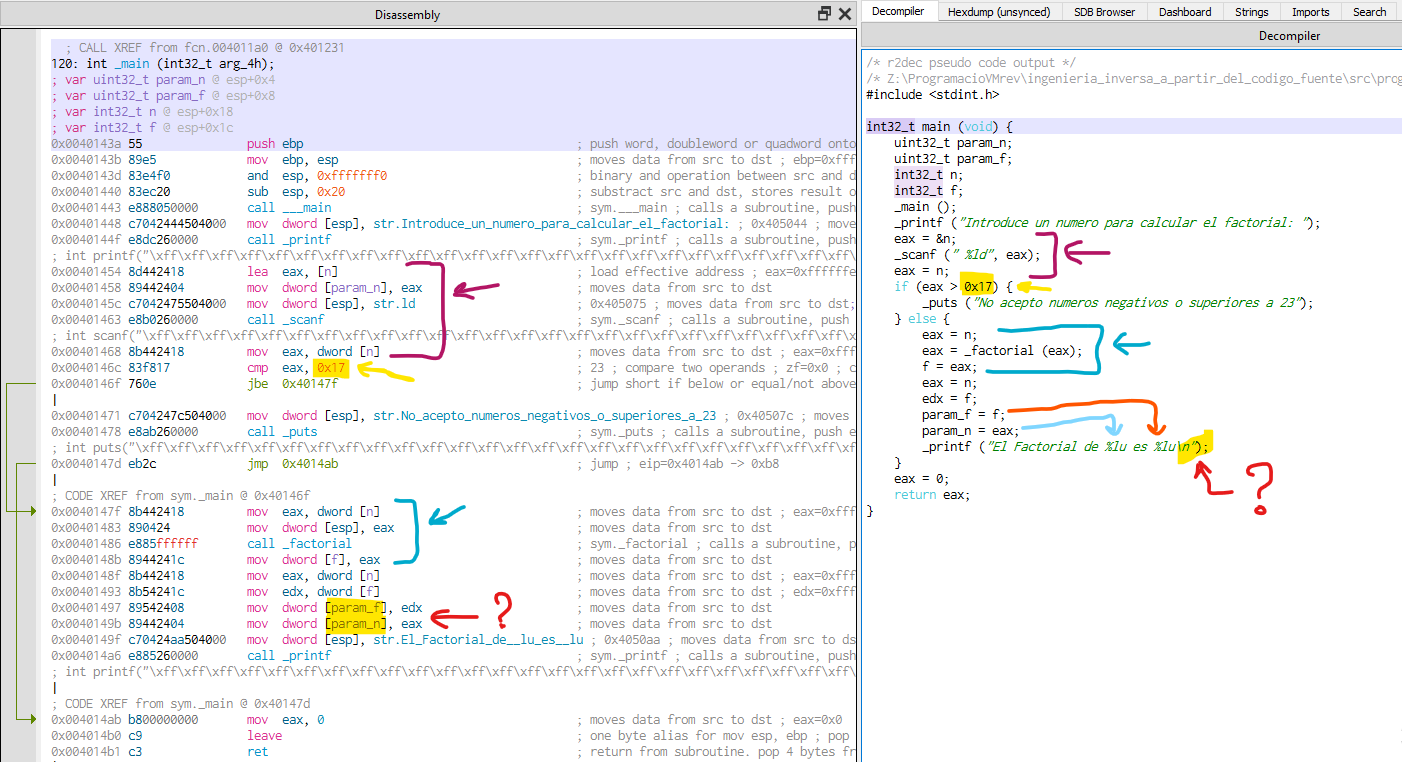 Disassembly
; CALL XREF from fcn.004011a0 @ 0x401231
120: int _main (int32_t arg_4h);
; var uint32_t param_n @ esp+0x4
; var uint32_t param_f @ esp+0x8
; var int32_t n @ esp+0x18
; var int32_t f @ esp+0x1c
0x0040143a 55 push ebp ; push word, doubleword or quadword onto
0x0040143b 89e5 mov ebp, esp ; moves data from src to dst ; ebp=0xfff
0x0040143d 83e4f0 and esp, 0xfffffff0 ; binary and operation between src and d
0x00401440 83ec20 sub esp, 0x20 ; substract src and dst, stores result o
0x00401443 e888050000 call ___main ; sym.___main ; calls a subroutine, push
0x00401448 c7042444504000 mov dword [esp], str.Introduce_un_numero_para_calcular_el_factorial: ; 0x405044 ; move
0x0040144f e8dc260000 call _printf ; sym._printf ; calls a subroutine, push
; int printf("\xff\xff\xff\xff\xff\xff\xff\xff\xff\xff\xff\xff\xff\xff\xff\xff\xff\xff\xff\xff\xff\xff\xff
0x00401454 8d442418 lea eax, [n] ; load effective address ; eax=0xffffffe
0x00401458 89442404 mov dword [param_n], eax ; moves data from src to dst
0x0040145c c7042475504000 mov dword [esp], str.ld ; 0x405075 ; moves data from src to dst;
0x00401463 e8b0260000 call _scanf ; sym._scanf ; calls a subroutine, push
; int scanf("\xff\xff\xff\xff\xff\xff\xff\xff\xff\xff\xff\xff\xff\xff\xff\xff\xff\xff\xff\xff\xff\xff\xff\
0x00401468 8b442418 mov eax, dword [n] ; moves data from src to dst ; eax=0xfff
0x0040146c 83f817 cmp eax, 0x17 ; 23 ; compare two operands ; zf=0x0 ; c
0x0040146f 760e jbe 0x40147f ; jump short if below or equal/not above
0x00401471 c704247c504000 mov dword [esp], str.No_acepto_numeros_negativos_o_superiores_a_23 ; 0x40507c ; moves
0x00401478 e8ab260000 call _puts ; sym._puts ; calls a subroutine, push e
; int puts("\xff\xff\xff\xff\xff\xff\xff\xff\xff\xff\xff\xff\xff\xff\xff\xff\xff\xff\xff\xff\xff\xff\xff\x
0x0040147d eb2c jmp 0x4014ab ; jump ; eip=0x4014ab -> 0xb8
; CODE XREF from sym._main @ 0x40146f
0x0040147f 8b442418 mov eax, dword [n] ; moves data from src to dst ; eax=0xfff
0x00401483 890424 mov dword [esp], eax ; moves data from src to dst
0x00401486 e885ffffff call _factorial ; sym._factorial ; calls a subroutine, p
0x0040148b 8944241c mov dword [f], eax ; moves data from src to dst
0x0040148f 8b442418 mov eax, dword [n] ; moves data from src to dst ; eax=0xfff
0x00401493 8b54241c mov edx, dword [f] ; moves data from src to dst ; edx=0xfff
0x00401497 89542408 mov dword [param_f], edx ; moves data from src to dst
0x0040149b 89442404 mov dword [param_n], eax ; moves data from src to dst
?
0x0040149f c70424aa504000 mov dword [esp], str.El_Factorial_de__lu_es__lu ; 0x4050aa ; moves data from src to ds
0x004014a6 e885260000 call _printf ; sym._printf ; calls a subroutine, push
; int printf("\xff\xff\xff\xff\xff\xff\xff\xff\xff\xff\xff\xff\xff\xff\xff\xff\xff\xff\xff\xff\xff\xff\xff
; CODE XREF from sym._main @ 0x40147d
0x004014ab b800000000 mov eax, 0 ; moves data from src to dst ; eax=0x0
0x004014b0 c9 leave ; one byte alias for mov esp, ebp ; pop
0x004014b1 c3 ret ; return from subroutine. pop 4 bytes fr
Decompiler Hexdump (unsynced) SDB Browser Dashboard Strings Imports Search
Decompiler
/* r2dec pseudo code output */
/* Z:\ProgramacioVMrev\ingenieria_inversa_a_partir_del_codigo_fuente\src\prog
#include <stdint.h>
int32_t main (void) {
uint32_t param_n;
uint32_t param_f;
int32_t n;
int32_t f;
_main ();
_printf ("Introduce un numero para calcular el factorial: ");
eax = &n;
_scanf (" %ld", eax);
eax = n;
if (eax > 0x17) {
_puts ("No acepto numeros negativos o superiores a 23");
} else {
eax = n;
eax = _factorial (eax);
f = eax;
eax = n;
edx = f;
param_f = f;
param_n = eax;
_printf ("El Factorial de %lu es %lu\n");
?
}
eax = 0;
return eax;
}